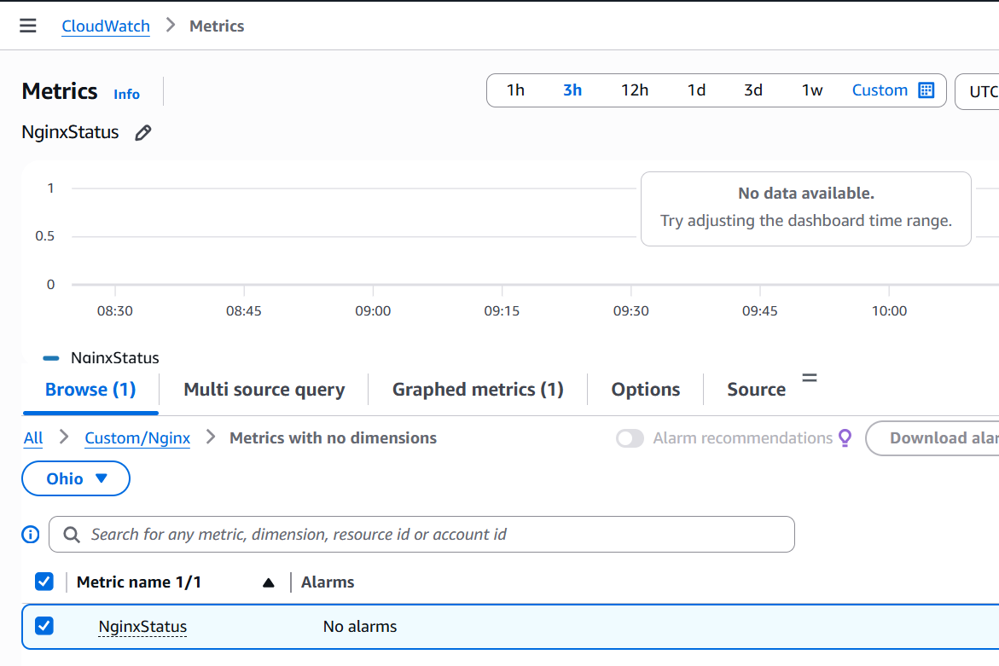 CloudWatch > Metrics
Metrics Info
1h 3h 12h 1d 3d 1w Custom UTC
NginxStatus
No data available.
Try adjusting the dashboard time range.
1
0.5
0
08:30 08:45 09:00 09:15 09:30 09:45 10:00
NginxStatus
Browse (1) Multi source query Graphed metrics (1) Options Source
All > Custom/Nginx > Metrics with no dimensions Alarm recommendations Download alar
Ohio
Search for any metric, dimension, resource id or account id
Metric name 1/1 Alarms
NginxStatus No alarms